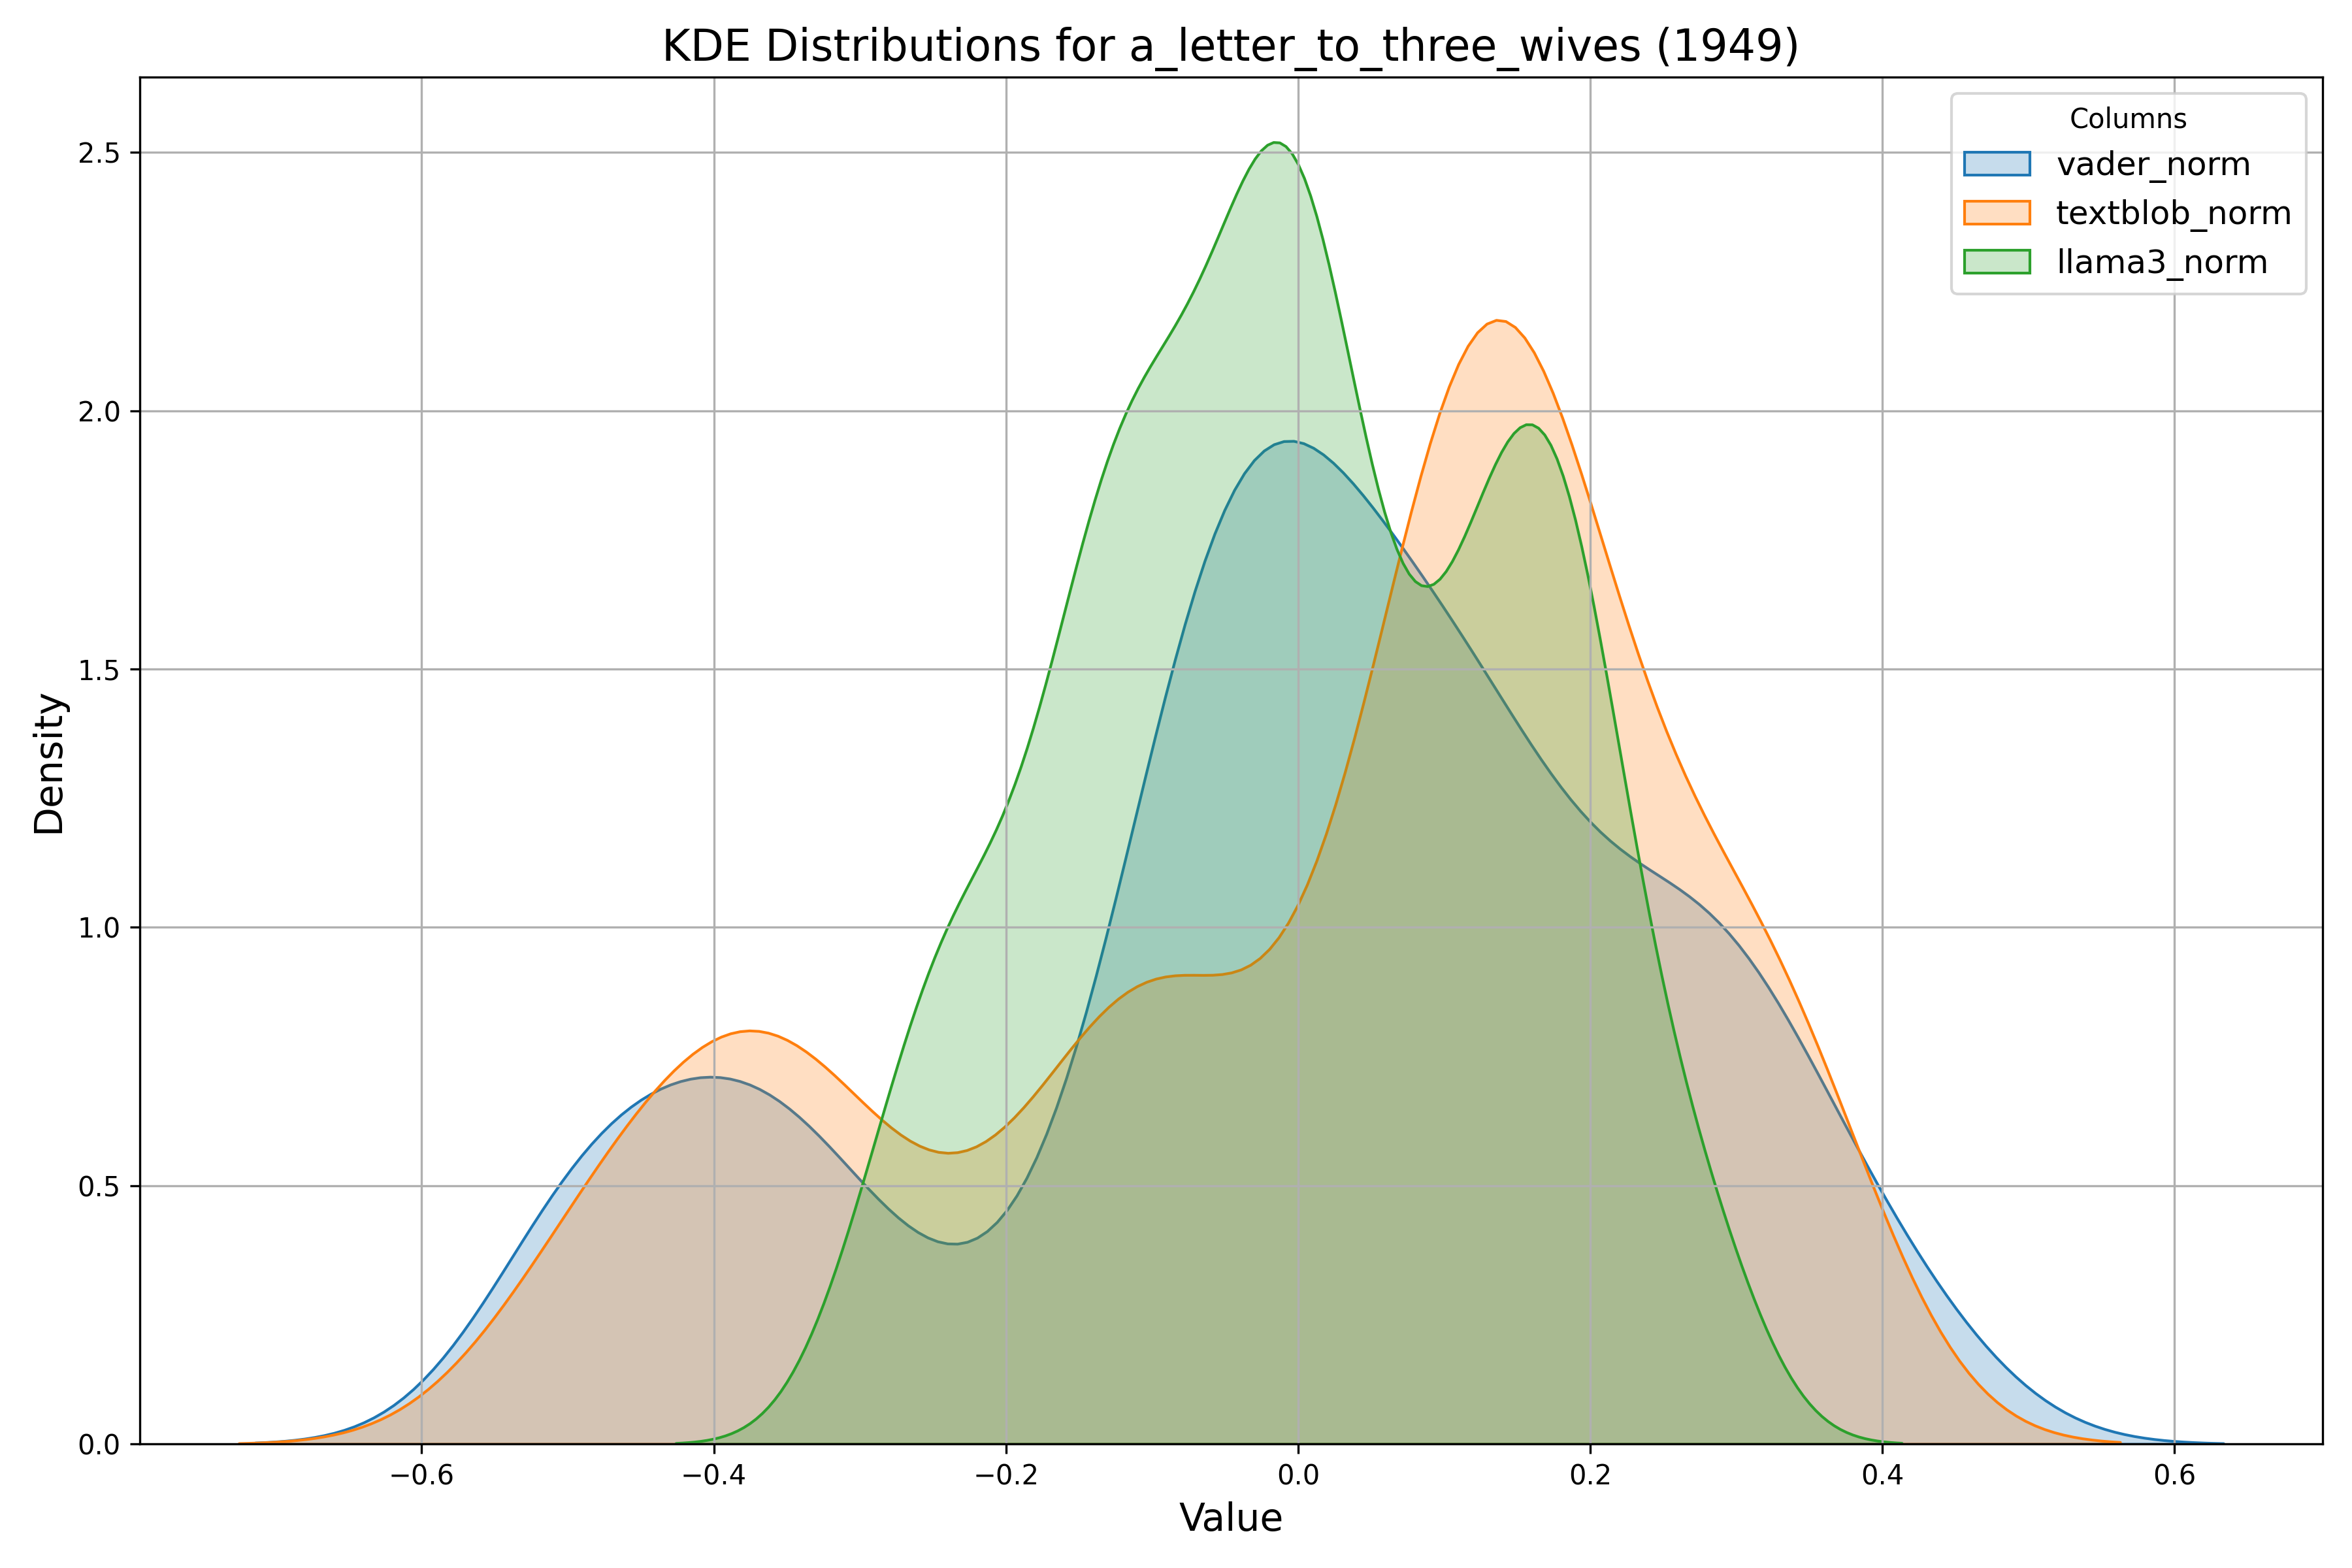 KDE Distributions for a_letter_to_three_wives (1949)
Columns
vader_norm
textblob_norm
llama3_norm
Density
2.5
2.0
1.5
1.0
0.5
0.0
−0.6
−0.4
−0.2
0.0
0.2
0.4
0.6
Value